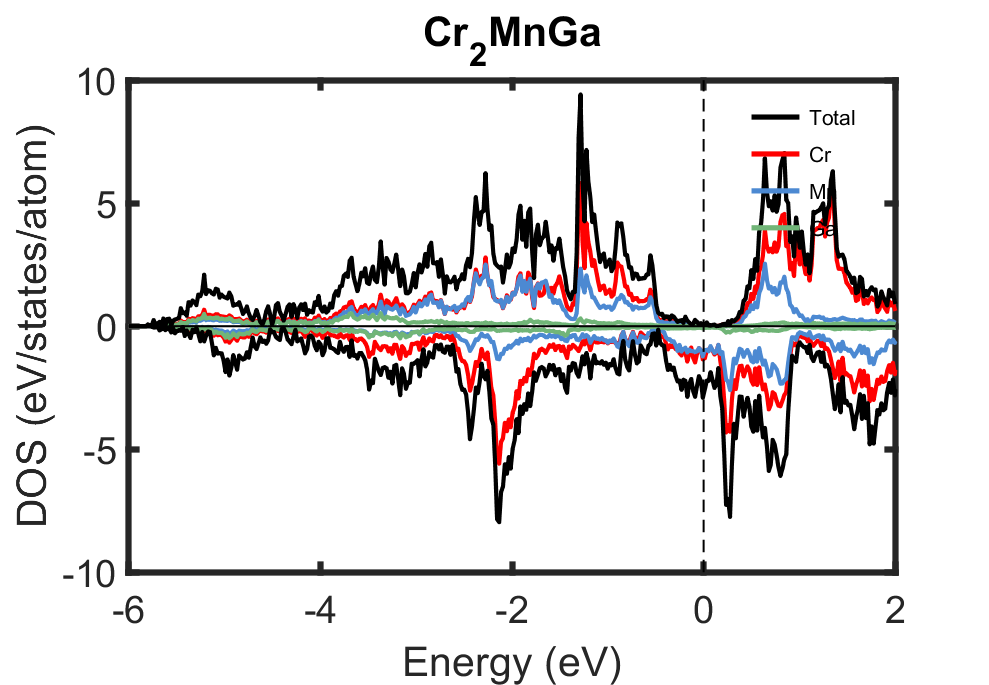 Cr2MnGa
DOS (eV/states/atom)
10
5
0
-5
-10
Total
Cr
M
Ga
-6
-4
-2
0
2
Energy (eV)